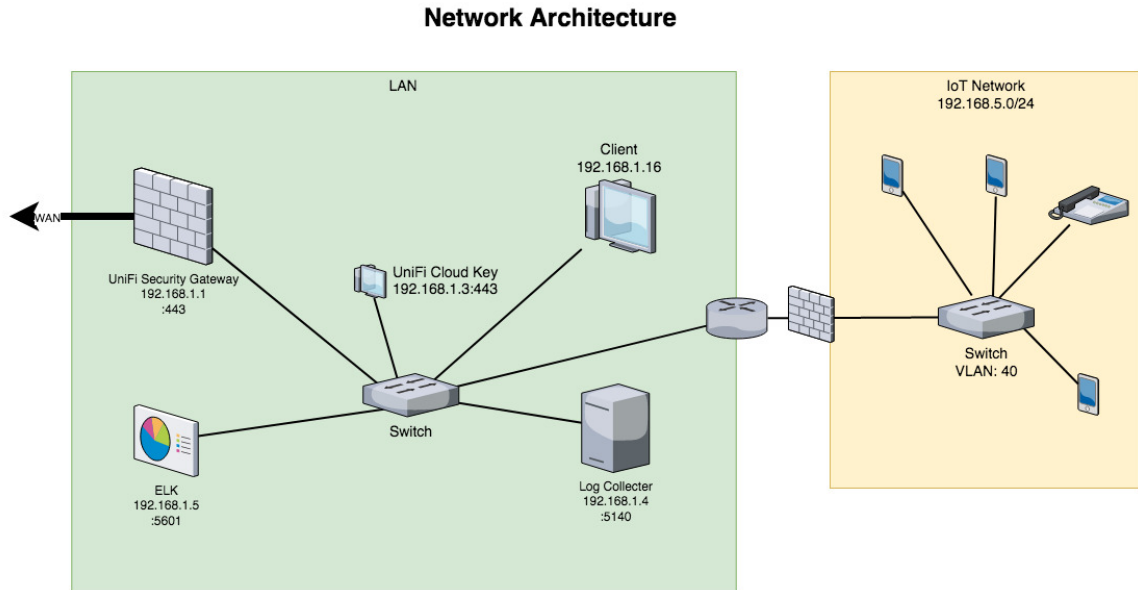 Network Architecture
LAN
IoT Network
192.168.5.0/24
Client
192.168.1.16
WAN
UniFi Security Gateway
192.168.1.1
:443
UniFi Cloud Key
192.168.1.3:443
Switch
VLAN: 40
Switch
ELK
192.168.1.5
:5601
Log Collecter
192.168.1.4
:5140